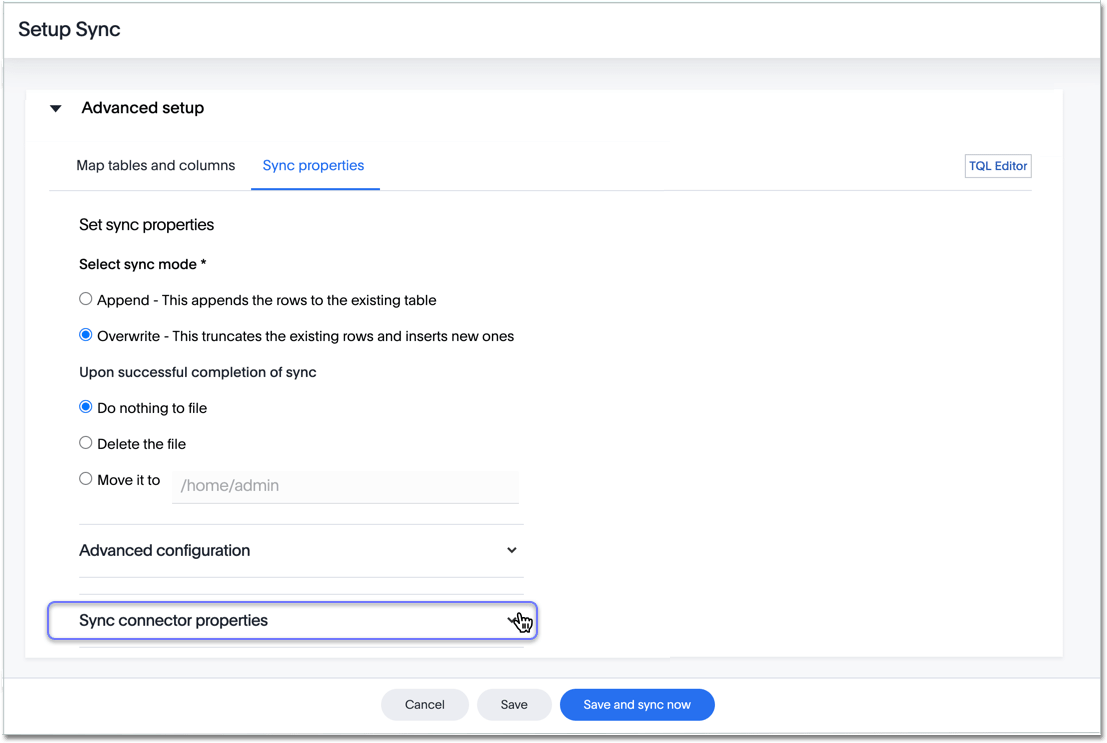 Setup Sync
Advanced setup
Map tables and columns
Sync properties
TQL Editor
Set sync properties
Select sync mode *
Append - This appends the rows to the existing table
Overwrite - This truncates the existing rows and inserts new ones
Upon successful completion of sync
Do nothing to file
Delete the file
Move it to
/home/admin
Advanced configuration
Sync connector properties
Cancel
Save
Save and sync now